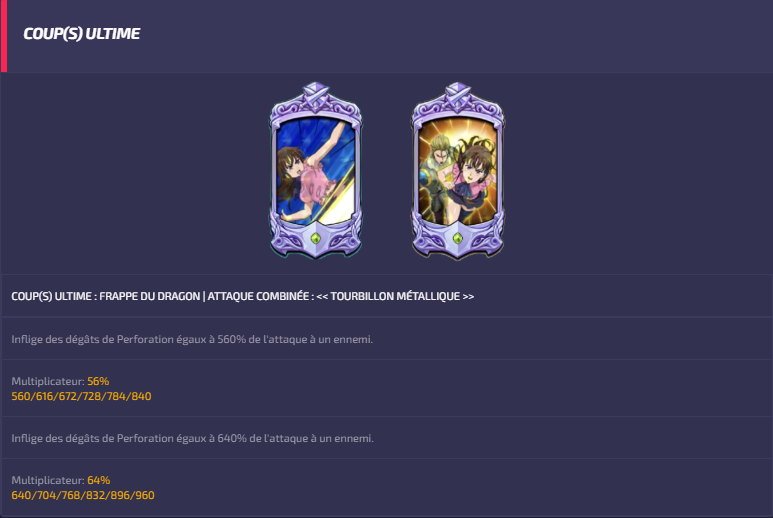 COUP(S) ULTIME
COUP(S) ULTIME : FRAPPE DU DRAGON | ATTAQUE COMBINÉE : << TOURBILLON MÉTALLIQUE >>
Inflige des dégâts de Perforation égaux à 560% de l'attaque à un ennemi.
Multiplicateur: 56%
560/616/672/728/784/840
Inflige des dégâts de Perforation égaux à 640% de l'attaque à un ennemi.
Multiplicateur: 64%
640/704/768/832/896/960